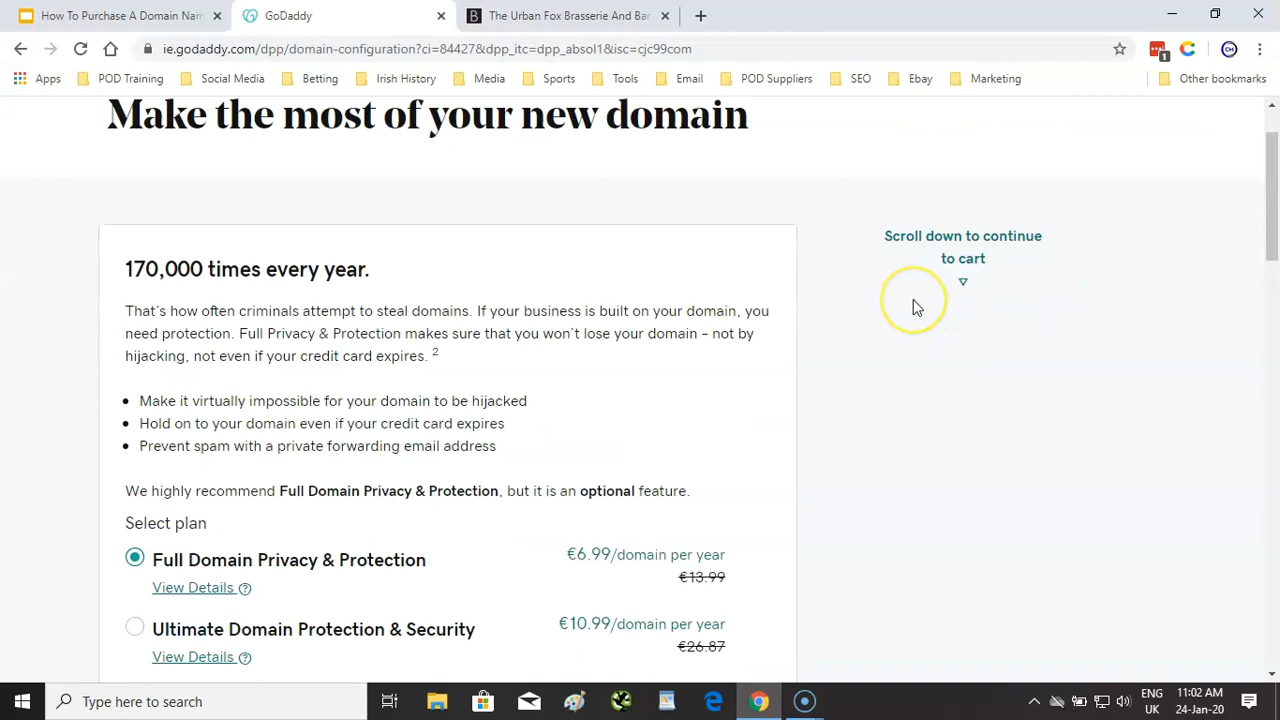 How To Purchase A Domain Nam
GoDaddy
The Urban Fox Brasserie And Bar
ie.godaddy.com/dpp/domain-configuration?ci=84427&dpp_itc=dpp_absol1&isc=cjc99com
1
CH
Apps
POD Training
Social Media
Betting
Irish History
Media
Sports
Tools
Email
POD Suppliers
SEO
Ebay
Marketing
Other bookmarks
Make the most of your new domain
170,000 times every year.
That's how often criminals attempt to steal domains. If your business is built on your domain, you
need protection. Full Privacy & Protection makes sure that you won't lose your domain – not by
hijacking, not even if your credit card expires. 2
• Make it virtually impossible for your domain to be hijacked
• Hold on to your domain even if your credit card expires
• Prevent spam with a private forwarding email address
We highly recommend Full Domain Privacy & Protection, but it is an optional feature.
Select plan
Full Domain Privacy & Protection €6.99/domain per year
€13.99
View Details ?
Ultimate Domain Protection & Security €10.99/domain per year
€26.87
View Details ?
Scroll down to continue
to cart
Type here to search
ENG
UK
11:02 AM
24-Jan-20